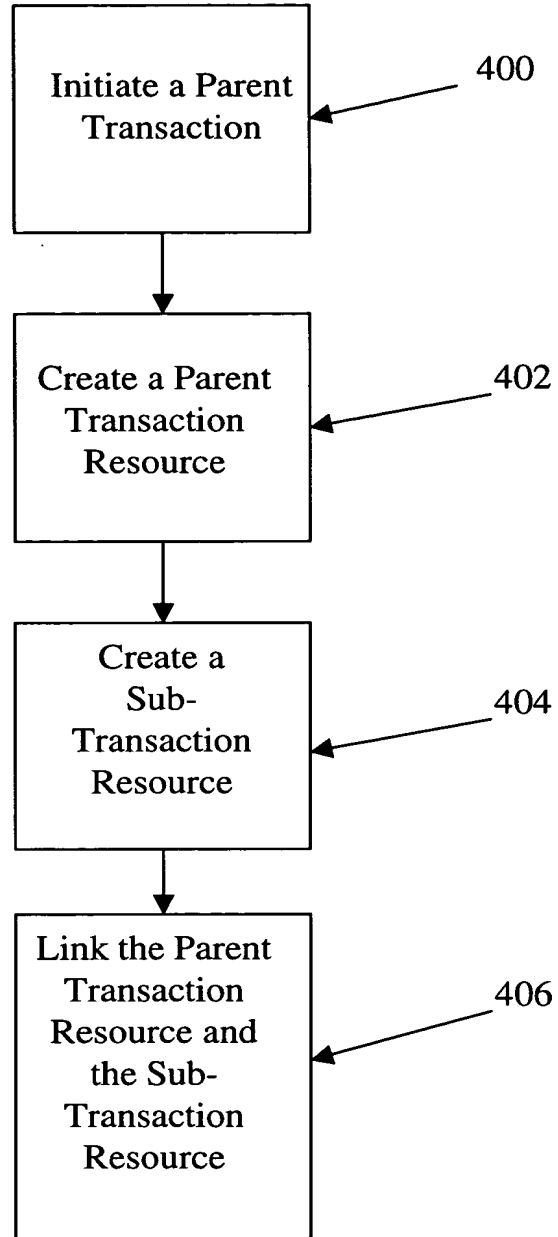 Initiate a Parent
Transaction
400
Create a Parent
Transaction
Resource
402
Create a
Sub-
Transaction
Resource
404
Link the Parent
Transaction
Resource and
the Sub-
Transaction
Resource
406